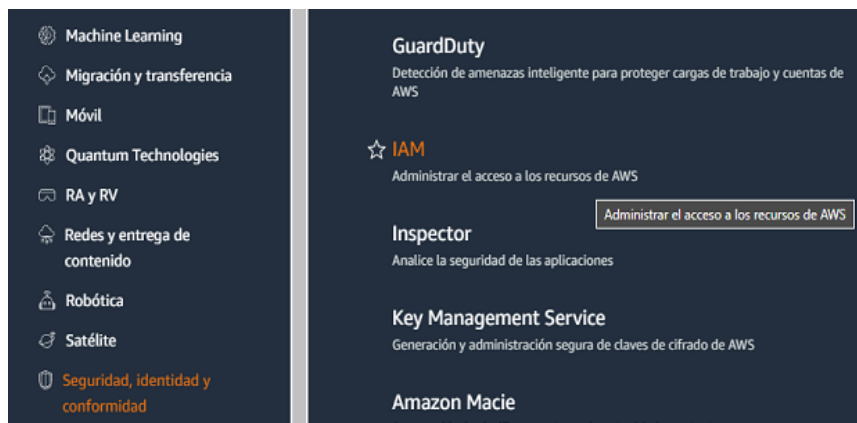 Machine Learning
Migración y transferencia
Móvil
Quantum Technologies
RA y RV
Redes y entrega de
contenido
Robótica
Satélite
Seguridad, identidad y
conformidad
GuardDuty
Detección de amenazas inteligente para proteger cargas de trabajo y cuentas de
AWS
IAM
Administrar el acceso a los recursos de AWS
Administrar el acceso a los recursos de AWS
Inspector
Analice la seguridad de las aplicaciones
Key Management Service
Generación y administración segura de claves de cifrado de AWS
Amazon Macie